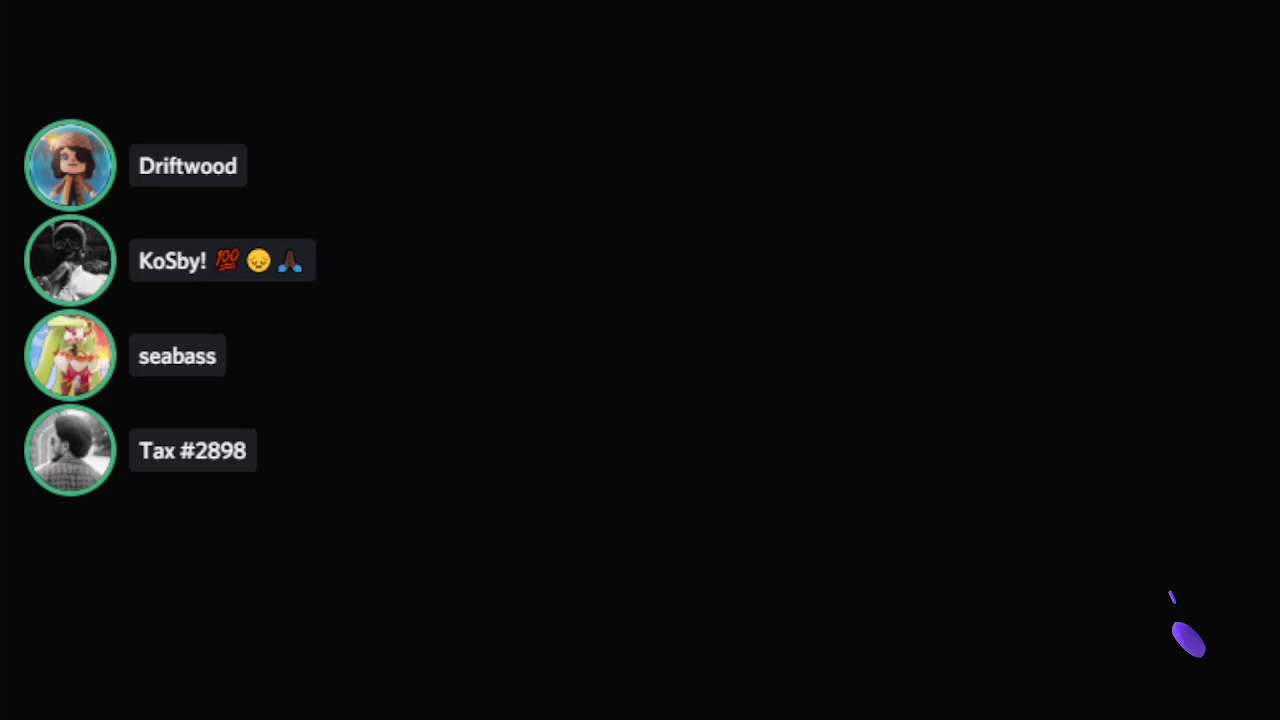 Driftwood
KoSby! 💯 😔 🙏🏿
seabass
Tax #2898